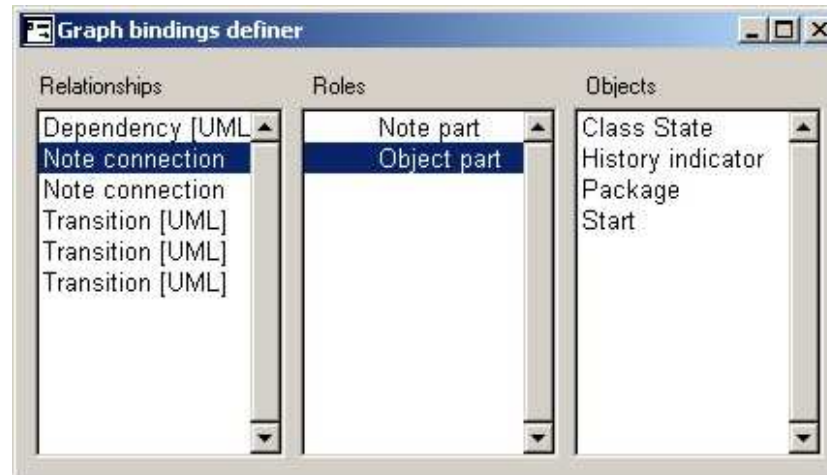 Graph bindings definer
Relationships
Roles
Objects
Dependency [UML
Note connection
Note connection
Transition [UML]
Transition [UML]
Transition [UML]
Note part
Object part
Class State
History indicator
Package
Start